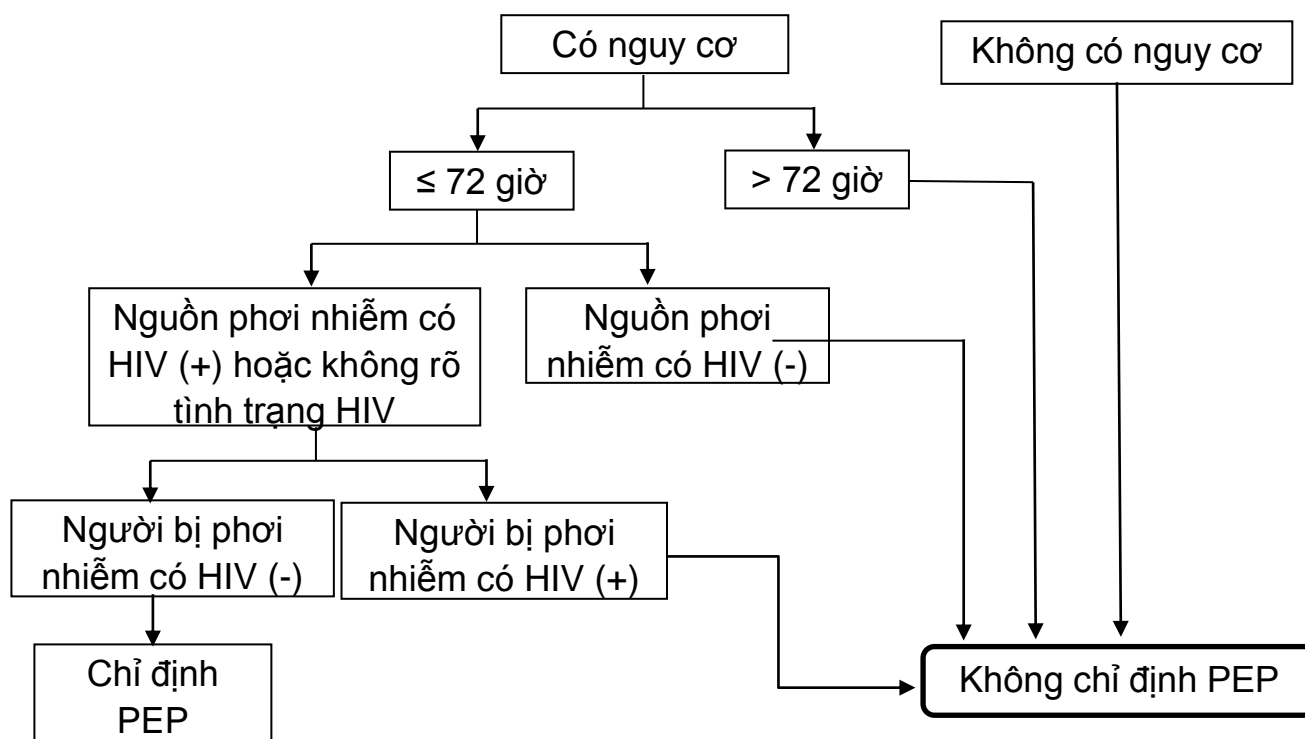 Có nguy cơ
Không có nguy cơ
≤ 72 giờ
> 72 giờ
Nguồn phơi nhiễm có
HIV (+) hoặc không rõ
tình trạng HIV
Nguồn phơi
nhiễm có HIV (-)
Người bị phơi
nhiễm có HIV (-)
Người bị phơi
nhiễm có HIV (+)
Chỉ định
PEP
Không chỉ định PEP